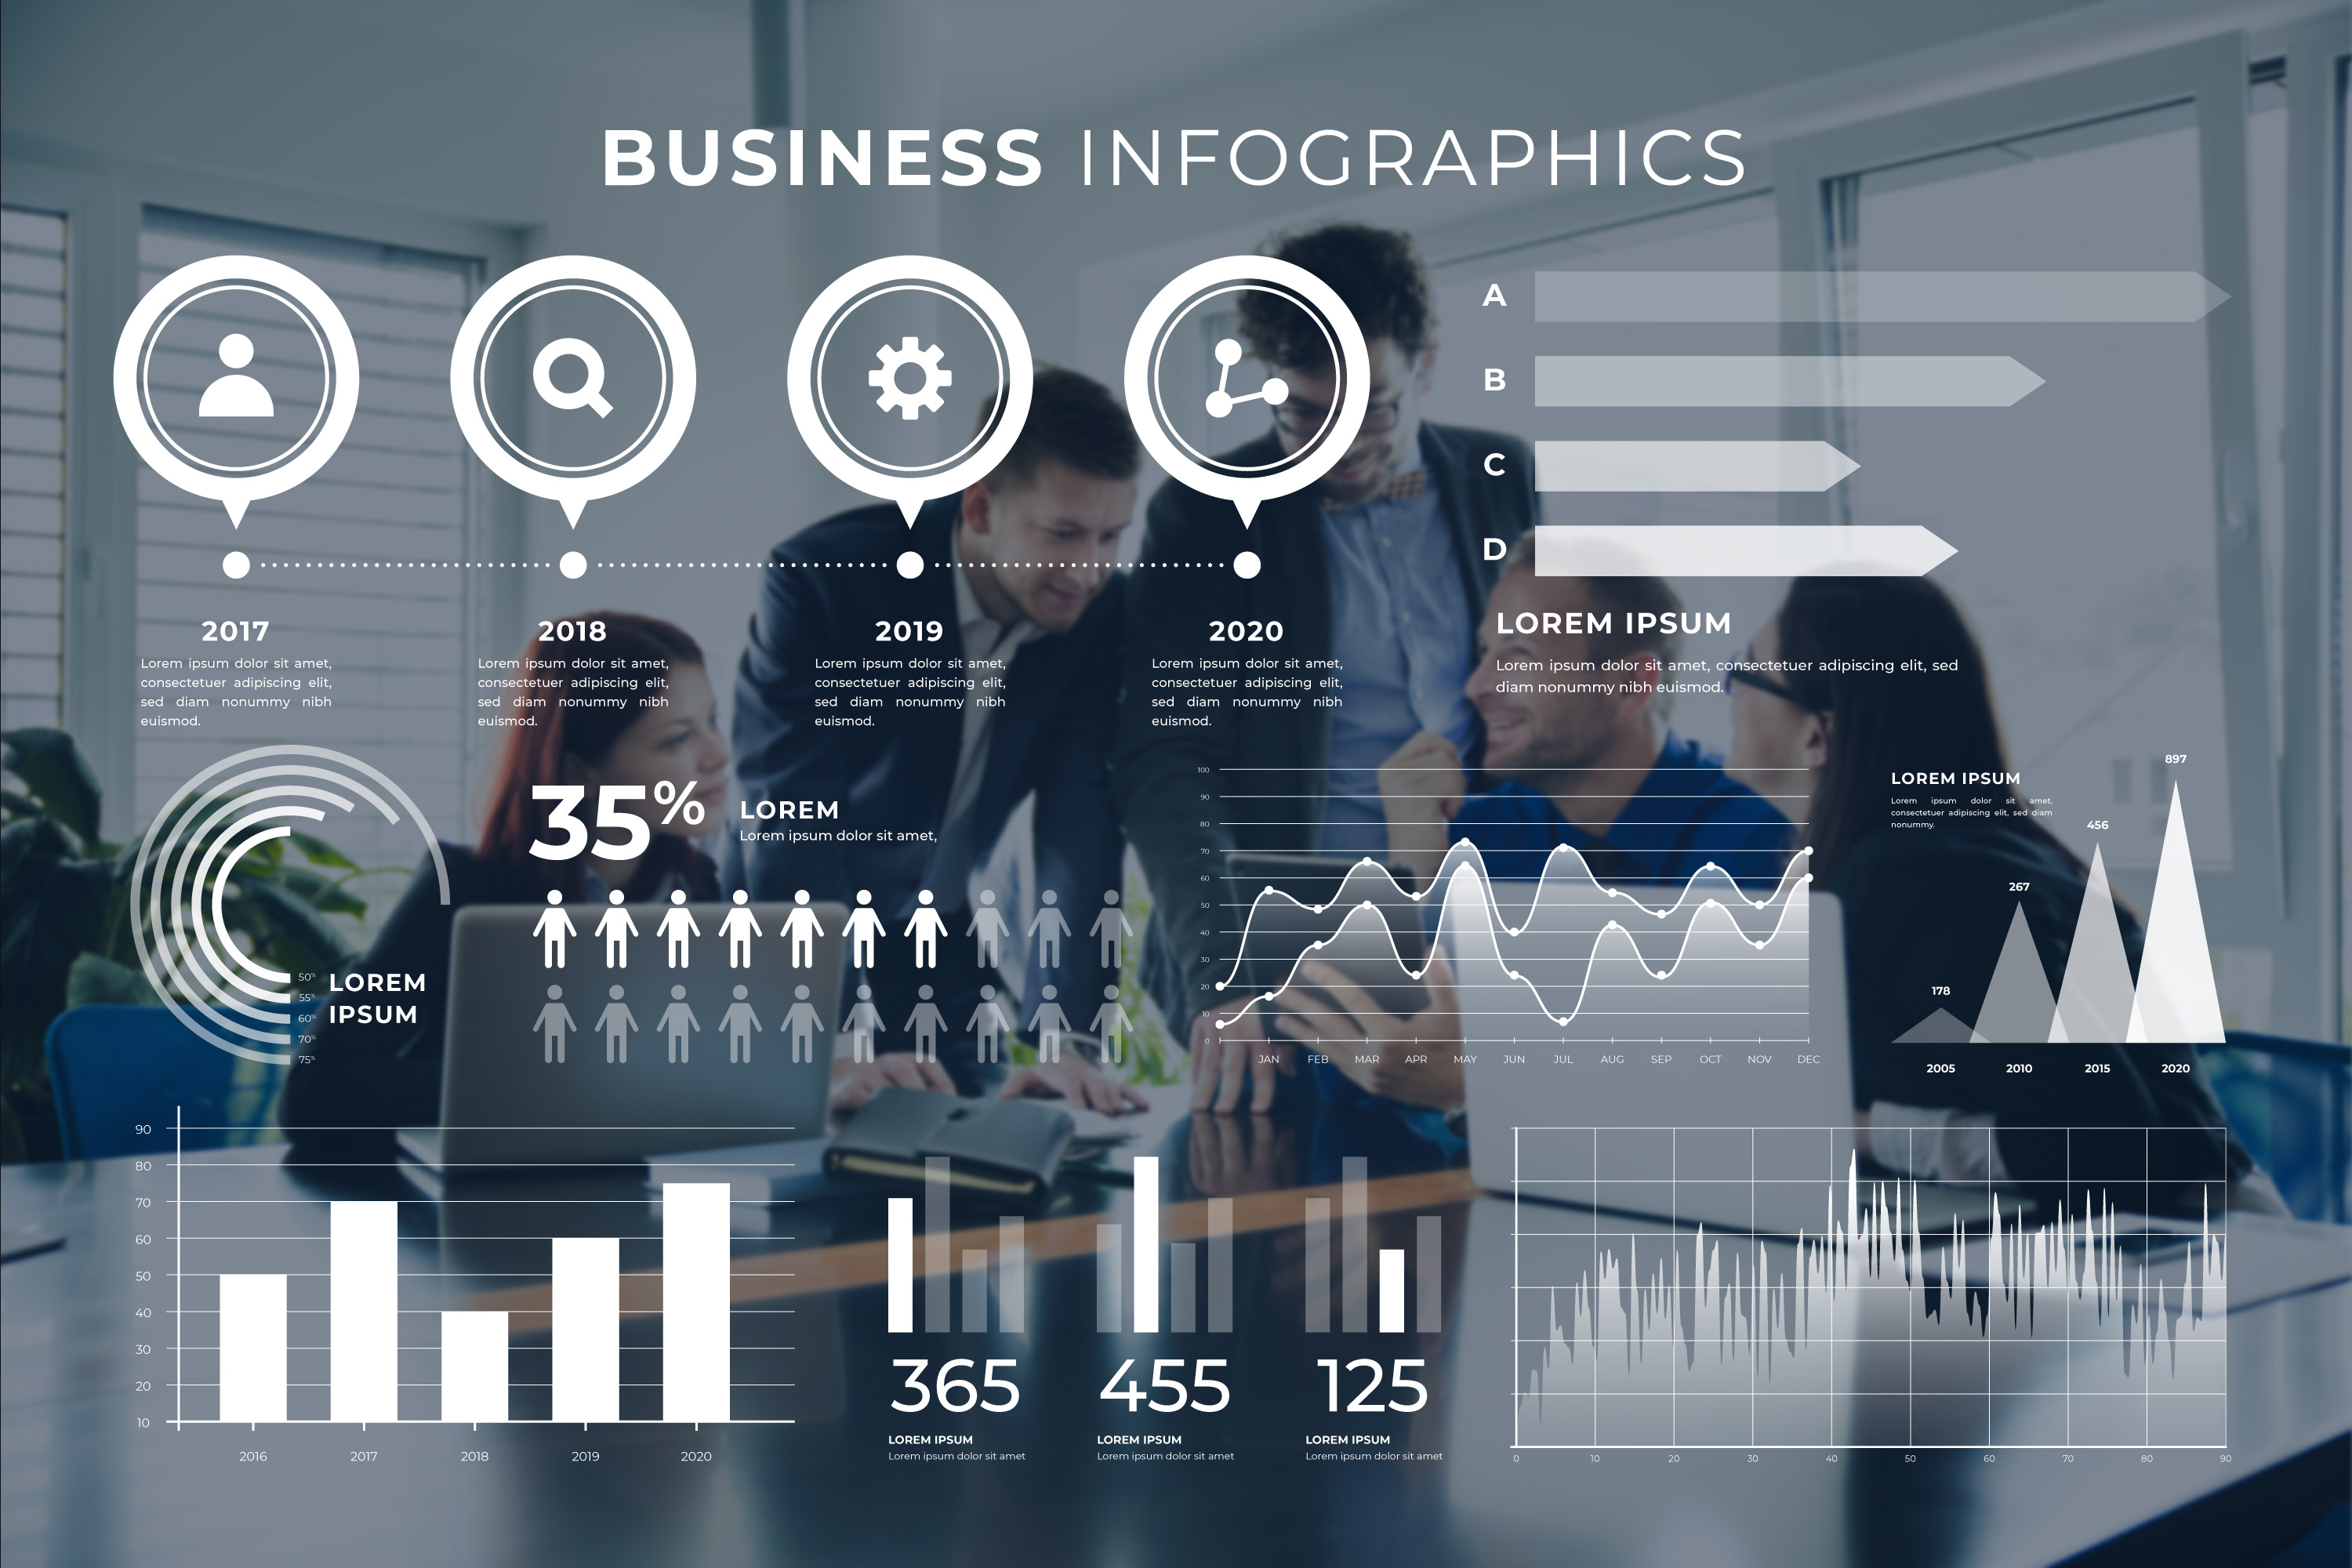 BUSINESS INFOGRAPHICS
2017
Lorem ipsum dolor sit amet,
consectetuer adipiscing elit,
sed diam nonummy nibh
euismod.
2018
Lorem ipsum dolor sit amet,
consectetuer adipiscing elit,
sed diam nonummy nibh
euismod.
2019
Lorem ipsum dolor sit amet,
consectetuer adipiscing elit,
sed diam nonummy nibh
euismod.
2020
Lorem ipsum dolor sit amet,
consectetuer adipiscing elit,
sed diam nonummy nibh
euismod.
A
B
C
D
LOREM IPSUM
Lorem ipsum dolor sit amet, consectetuer adipiscing elit, sed
diam nonummy nibh euismod.
50%
55%
60%
70%
75%
LOREM
IPSUM
35%
LOREM
Lorem ipsum dolor sit amet,
100
90
80
70
60
50
40
30
20
10
0
JAN FEB MAR APR MAY JUN JUL AUG SEP OCT NOV DEC
LOREM IPSUM
Lorem ipsum dolor sit amet,
consectetuer adipiscing elit, sed diam
nonummy.
178
267
456
897
2005 2010 2015 2020
90
80
70
60
50
40
30
20
10
2016 2017 2018 2019 2020
365
LOREM IPSUM
Lorem ipsum dolor sit amet
455
LOREM IPSUM
Lorem ipsum dolor sit amet
125
LOREM IPSUM
Lorem ipsum dolor sit amet
0 10 20 30 40 50 60 70 80 90